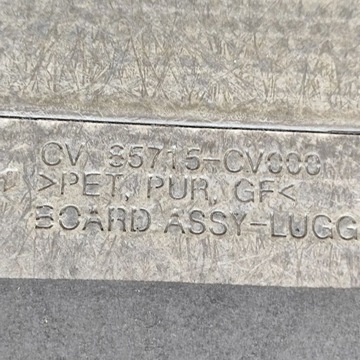 CV 85715-CV000
>PET, PUR, GF<
BOARD ASSY-LUGG